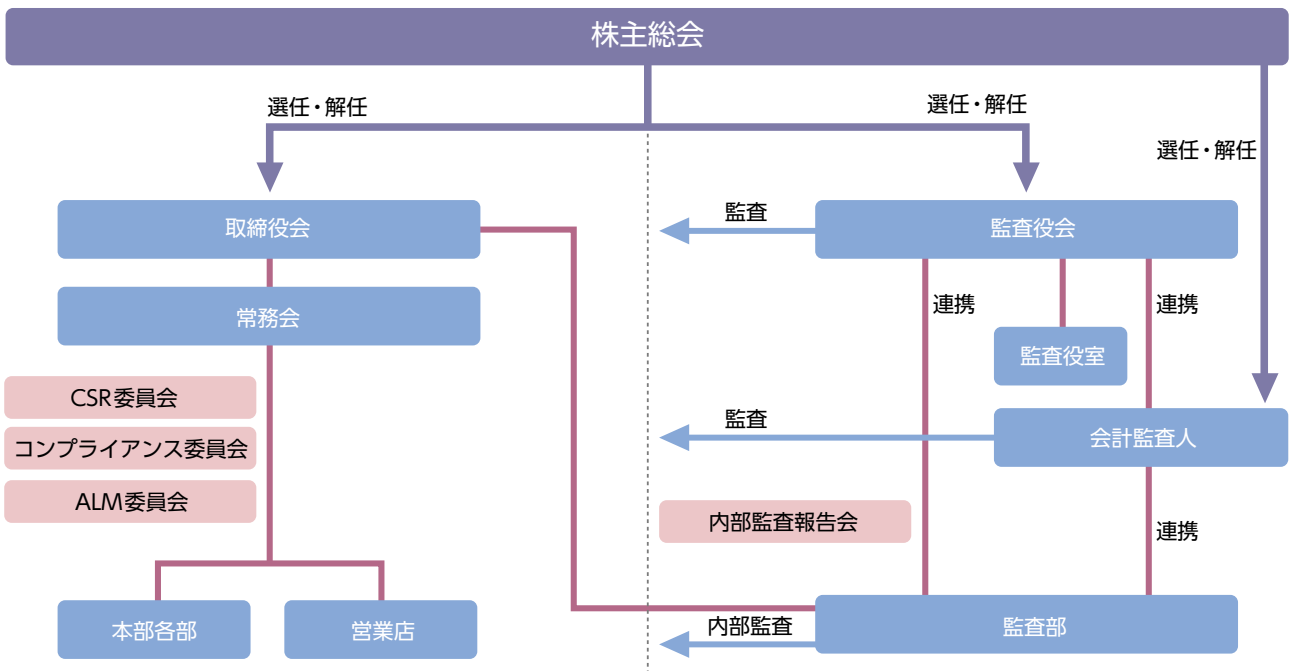 株主総会
選任・解任
選任・解任
選任・解任
取締役会
監査
監査役会
常務会
連携
連携
監査役室
CSR委員会
監査
会計監査人
コンプライアンス委員会
ALM委員会
内部監査報告会
連携
本部各部
営業店
内部監査
監査部